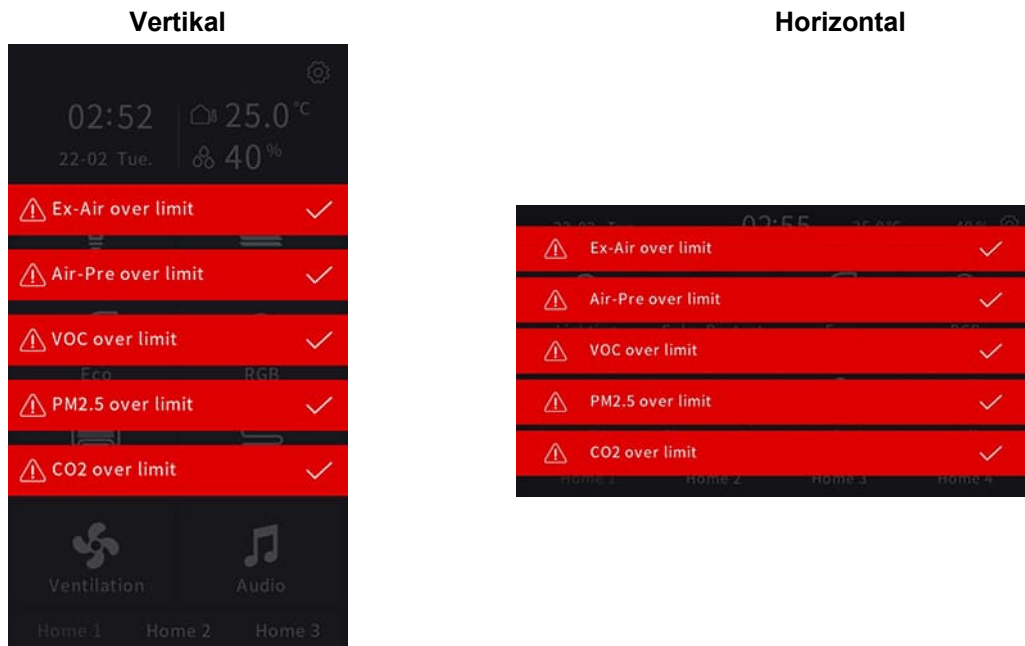 Vertikal
02:52
25.0°C
22-02 Tue.
40%
Ex-Air over limit
Air-Pre over limit
VOC over limit
Eco RGB
PM2.5 over limit
CO2 over limit
Ventilation Audio
Home 1 Home 2 Home 3
Horizontal
02:55
Ex-Air over limit
Air-Pre over limit
VOC over limit
PM2.5 over limit
CO2 over limit
Home 1 Home 2 Home 3 Home 4